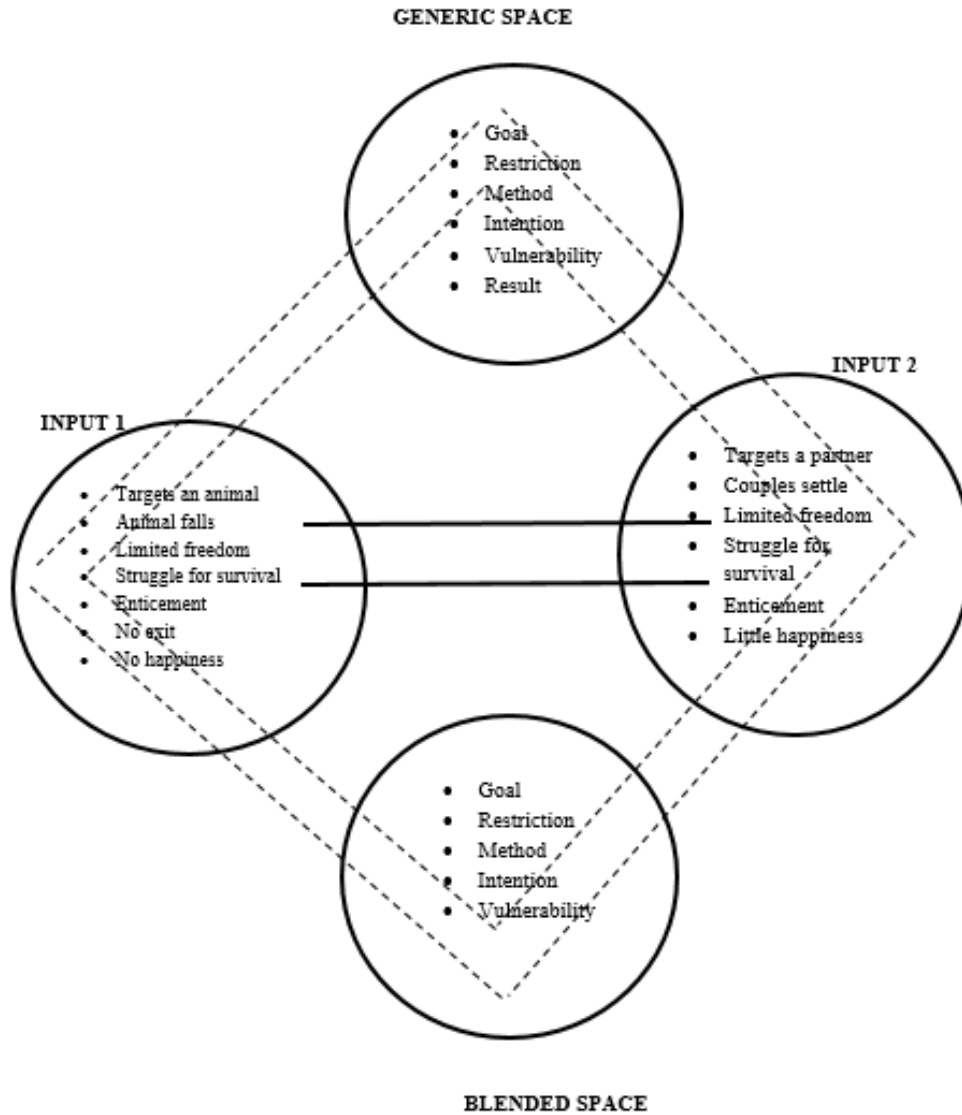 GENERIC SPACE
• Goal
• Restriction
• Method
• Intention
• Vulnerability
• Result
INPUT 1
• Targets an animal
• Animal falls
• Limited freedom
• Struggle for survival
• Enticement
• No exit
• No happiness
INPUT 2
• Targets a partner
• Couples settle
• Limited freedom
• Struggle for
survival
• Enticement
• Little happiness
• Goal
• Restriction
• Method
• Intention
• Vulnerability
BLENDED SPACE